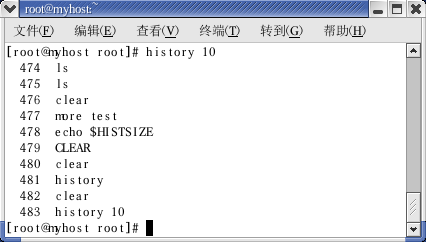 root@myhost:~
文件(F) 编辑(E) 查看(V) 终端(T) 转到(G) 帮助(H)
[root@myhost root]# history 10
474 ls
475 ls
476 clear
477 more test
478 echo $HISTSIZE
479 CLEAR
480 clear
481 history
482 clear
483 history 10
[root@myhost root]#